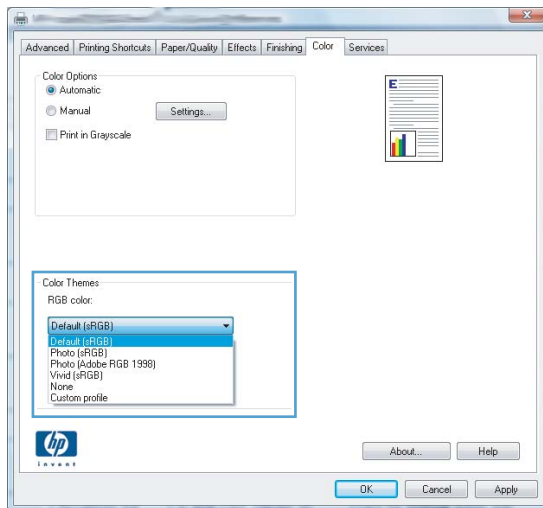 Advanced Printing Shortcuts Paper/Quality Effects Finishing Color Services
Color Options
Automatic
Manual
Settings...
Print in Grayscale
E
Color Themes
RGB color:
Default (sRGB)
Default (sRGB)
Photo (sRGB)
Photo (Adobe RGB 1998)
Vivid (sRGB)
None
Custom profile
hp
invent
About... Help
OK Cancel Apply